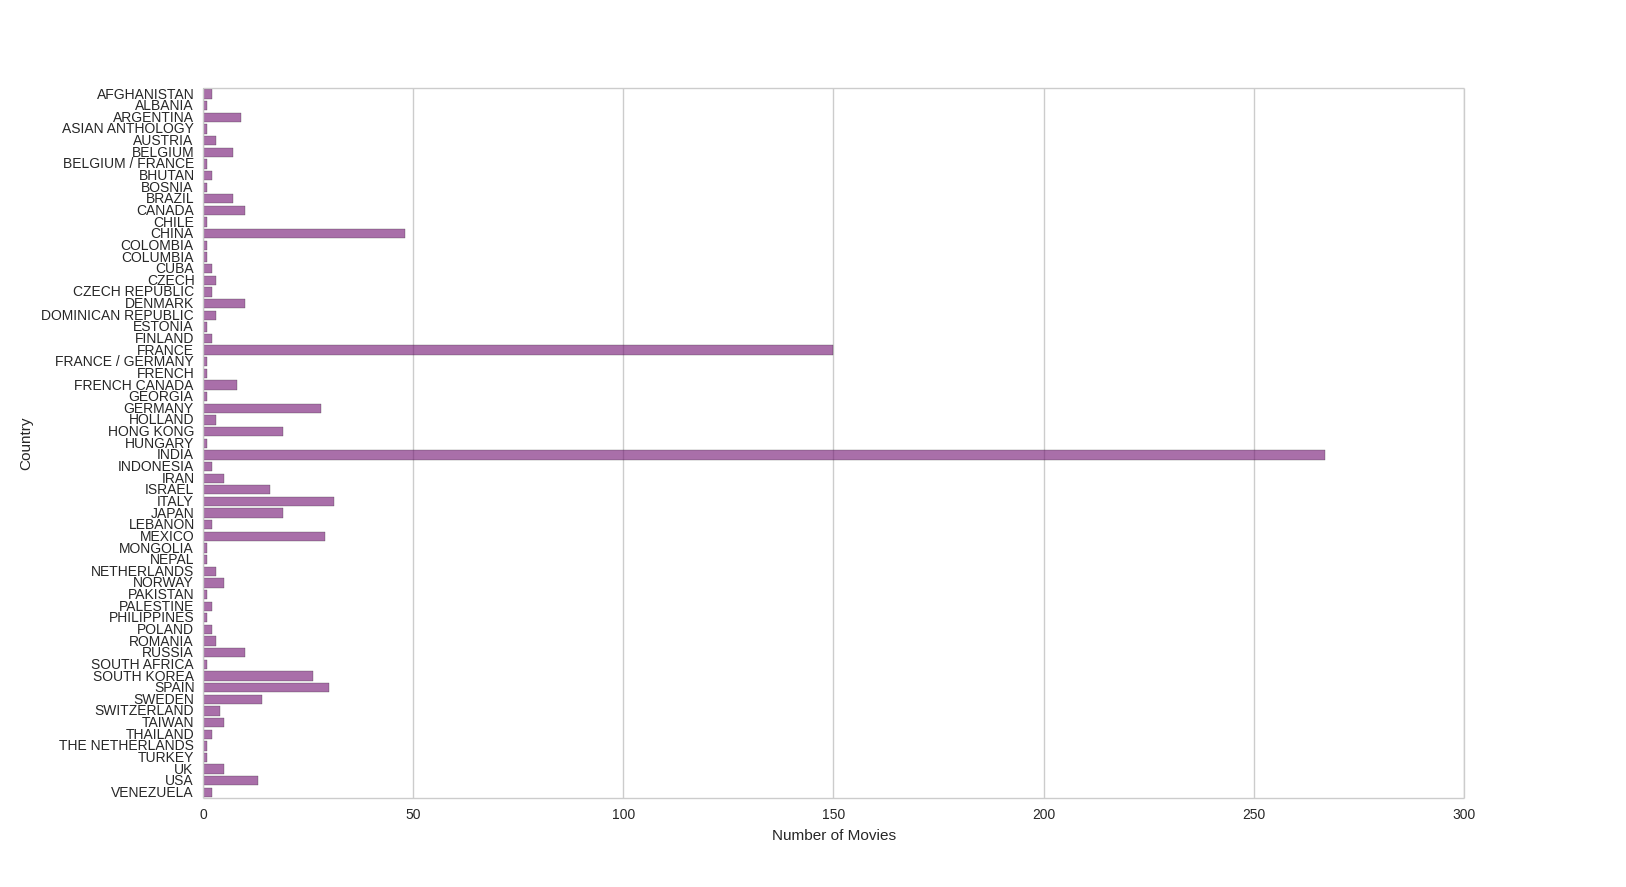 AFGHANISTAN
ALBANIA
ARGENTINA
ASIAN ANTHOLOGY
AUSTRIA
BELGIUM
BELGIUM / FRANCE
BHUTAN
BOSNIA
BRAZIL
CANADA
CHILE
CHINA
COLOMBIA
COLUMBIA
CUBA
CZECH
CZECH REPUBLIC
DENMARK
DOMINICAN REPUBLIC
ESTONIA
FINLAND
FRANCE
FRANCE / GERMANY
FRENCH
FRENCH CANADA
GEORGIA
GERMANY
HOLLAND
HONG KONG
HUNGARY
INDIA
INDONESIA
IRAN
ISRAEL
ITALY
JAPAN
LEBANON
MEXICO
MONGOLIA
NEPAL
NETHERLANDS
NORWAY
PAKISTAN
PALESTINE
PHILIPPINES
POLAND
ROMANIA
RUSSIA
SOUTH AFRICA
SOUTH KOREA
SPAIN
SWEDEN
SWITZERLAND
TAIWAN
THAILAND
THE NETHERLANDS
TURKEY
UK
USA
VENEZUELA
Country
0 50 100 150 200 250 300
Number of Movies